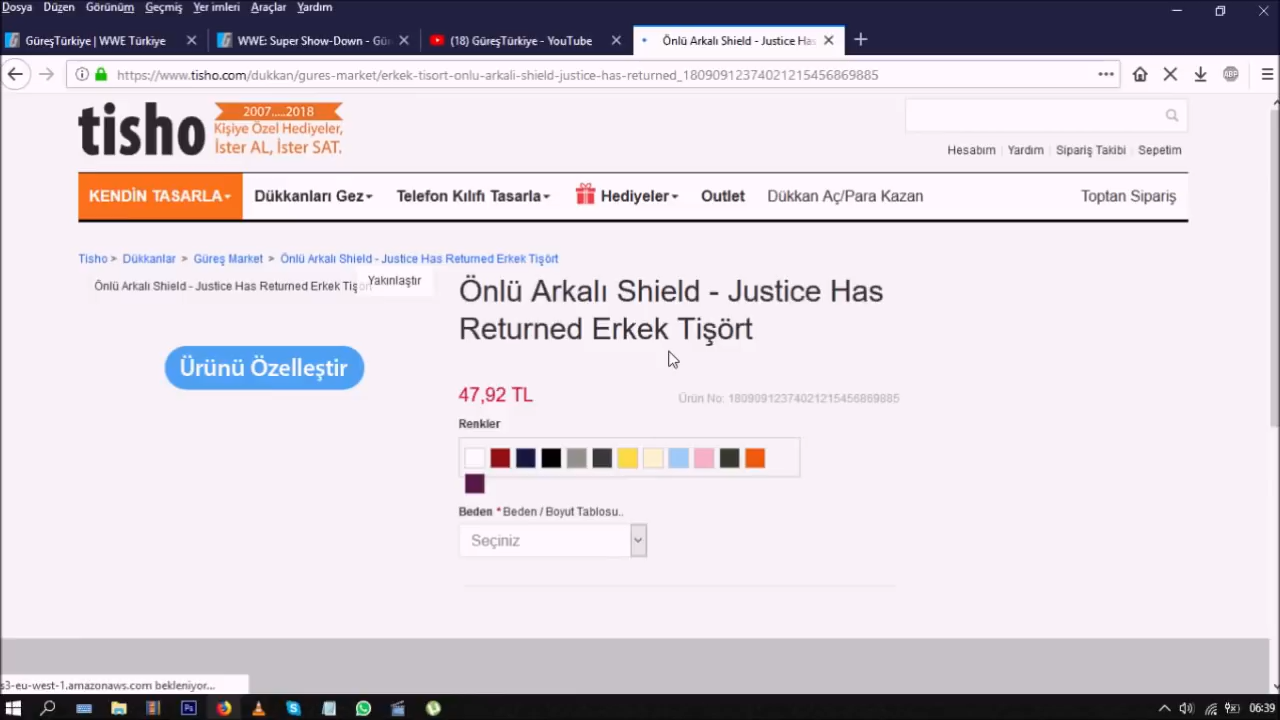 Dosya Düzen Görünüm Geçmiş Yer imleri Araçlar Yardım
GüreşTürkiye | WWE Türkiye
WWE: Super Show-Down - Gür
(18) GüreşTürkiye - YouTube
Önlü Arkalı Shield - Justice Has
https://www.tisho.com/dukkan/gures-market/erkek-tisort-onlu-arkali-shield-justice-has-returned_18090912374021215456869885
ABP
tisho
2007.....2018
Kişiye Özel Hediyeler,
İster AL, İster SAT.
Hesabım Yardım Sipariş Takibi Sepetim
KENDİN TASARLA Dükkanları Gez Telefon Kılıfı Tasarla Hediyeler Outlet Dükkan Aç/Para Kazan Toptan Sipariş
Tisho > Dükkanlar > Güreş Market > Önlü Arkalı Shield - Justice Has Returned Erkek Tişört
Önlü Arkalı Shield - Justice Has Returned Erkek Tişört
Yakınlaştır
Önlü Arkalı Shield - Justice Has
Returned Erkek Tişört
Ürünü Özelleştir
47,92 TL
Ürün No: 18090912374021215456869885
Renkler
Beden * Beden / Boyut Tablosu..
Seçiniz
s3-eu-west-1.amazonaws.com bekleniyor...
Ps
06:39